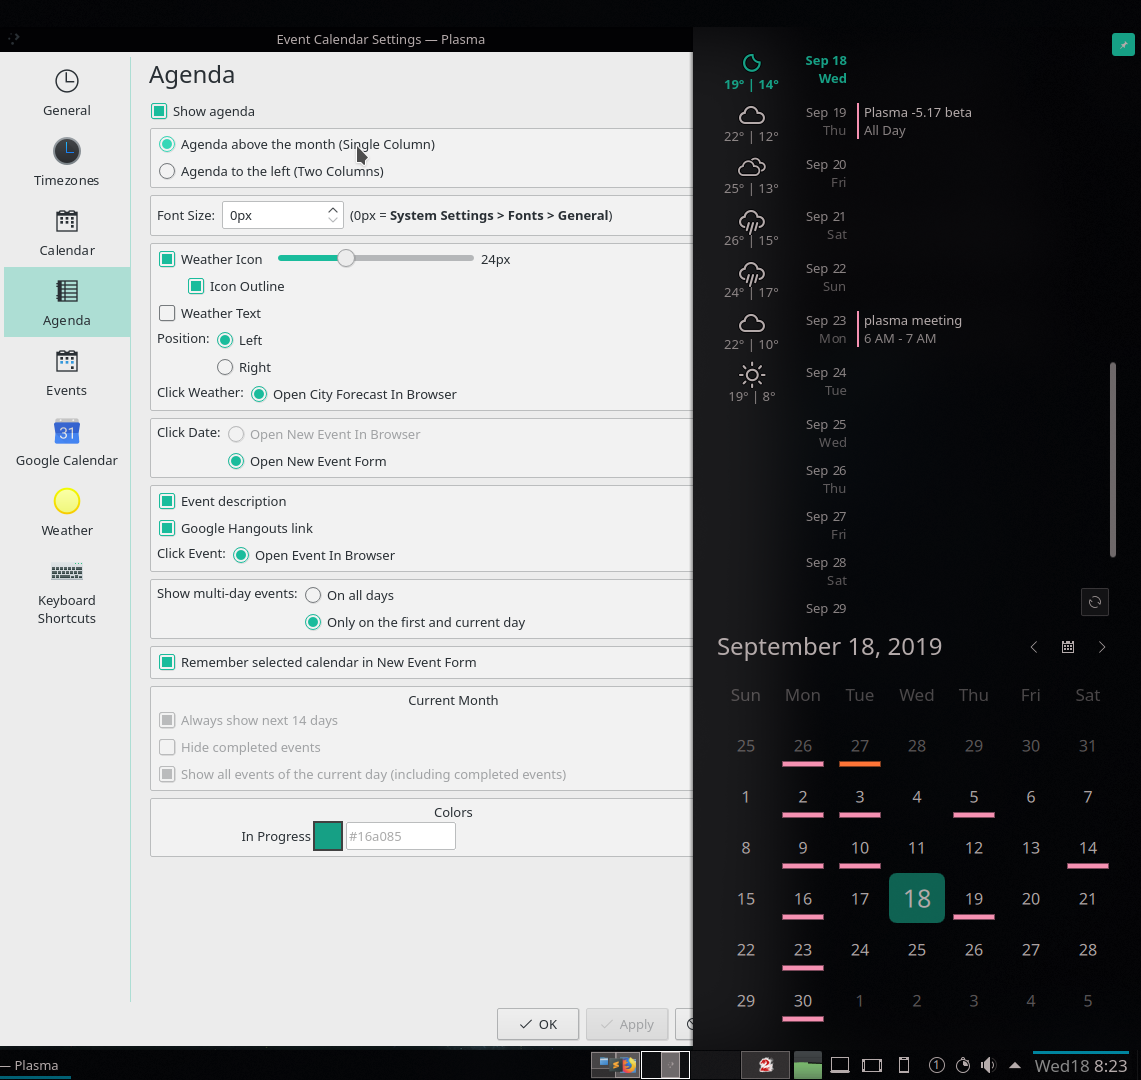 Event Calendar Settings — Plasma
General
Timezones
Calendar
Agenda
Events
Google Calendar
31
Weather
Keyboard
Shortcuts
Agenda
Show agenda
Agenda above the month (Single Column)
Agenda to the left (Two Columns)
Font Size: 0px (0px = System Settings > Fonts > General)
Weather Icon 24px
Icon Outline
Weather Text
Position: Left
Right
Click Weather: Open City Forecast In Browser
Click Date: Open New Event In Browser
Open New Event Form
Event description
Google Hangouts link
Click Event: Open Event In Browser
Show multi-day events: On all days
Only on the first and current day
Remember selected calendar in New Event Form
Current Month
Always show next 14 days
Hide completed events
Show all events of the current day (including completed events)
Colors
In Progress #16a085
OK Apply
Sep 18
19° | 14° Wed
Sep 19 Plasma -5.17 beta
22° | 12° Thu All Day
Sep 20
25° | 13° Fri
Sep 21
26° | 15° Sat
Sep 22
24° | 17° Sun
Sep 23 plasma meeting
22° | 10° Mon 6 AM - 7 AM
Sep 24
19° | 8° Tue
Sep 25
Wed
Sep 26
Thu
Sep 27
Fri
Sep 28
Sat
Sep 29
September 18, 2019
Sun Mon Tue Wed Thu Fri Sat
25 26 27 28 29 30 31
1 2 3 4 5 6 7
8 9 10 11 12 13 14
15 16 17 18 19 20 21
22 23 24 25 26 27 28
29 30 1 2 3 4 5
— Plasma
1
Wed18 8:23